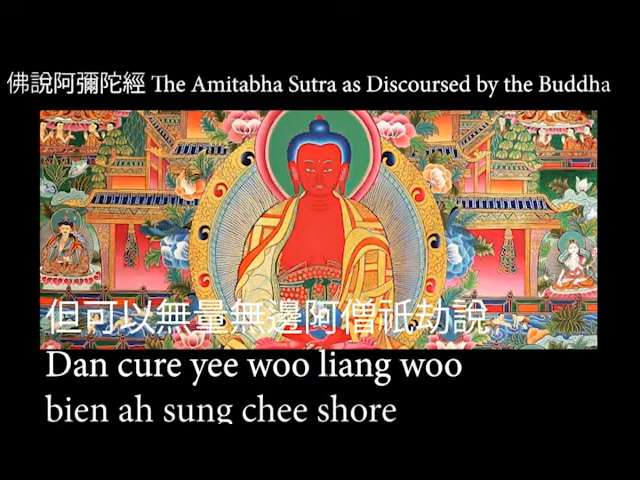 佛說阿彌陀經 The Amitabha Sutra as Discoursed by the Buddha
但可以無量無邊阿僧祇劫說
Dan cure yee woo liang woo
bien ah sung chee shore